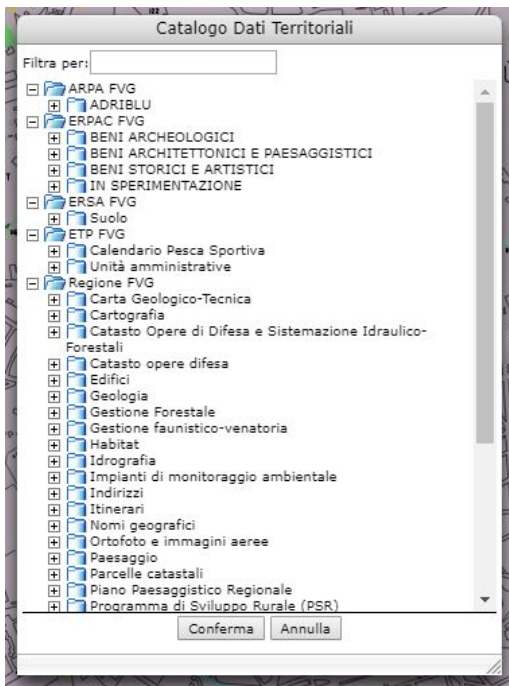 Catalogo Dati Territoriali
Filtra per:
ARPA FVG
ADRIBLU
ERPAC FVG
BENI ARCHEOLOGICI
BENI ARCHITETTONICI E PAESAGGISTICI
BENI STORICI E ARTISTICI
IN SPERIMENTAZIONE
ERSA FVG
Suolo
ETP FVG
Calendario Pesca Sportiva
Unità amministrative
Regione FVG
Carta Geologico-Tecnica
Cartografia
Catasto Opere di Difesa e Sistemazione Idraulico-
Forestali
Catasto opere difesa
Edifici
Geologia
Gestione Forestale
Gestione faunistico-venatoria
Habitat
Idrografia
Impianti di monitoraggio ambientale
Indirizzi
Itinerari
Nomi geografici
Ortofoto e immagini aeree
Paesaggio
Parcelle catastali
Piano Paesaggistico Regionale
Programma di Sviluppo Rurale (PSR)
Conferma Annulla